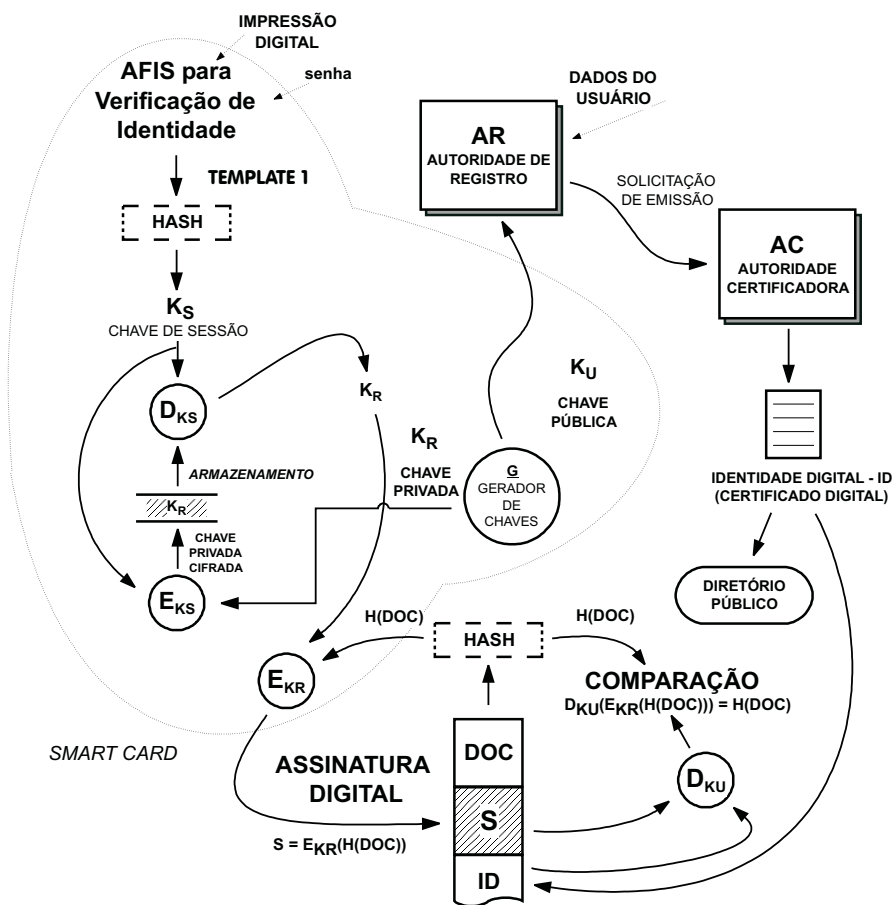 IMPRESSÃO
DIGITAL
AFIS para
Verificação de
Identidade
senha
TEMPLATE 1
HASH
KS
CHAVE DE SESSÃO
DKS
KR
ARMAZENAMENTO
KR
CHAVE
PRIVADA
CIFRADA
EKS
KR
CHAVE
PRIVADA
G
GERADOR
DE
CHAVES
KU
CHAVE
PÚBLICA
DADOS DO
USUÁRIO
AR
AUTORIDADE DE
REGISTRO
SOLICITAÇÃO
DE EMISSÃO
AC
AUTORIDADE
CERTIFICADORA
IDENTIDADE DIGITAL - ID
(CERTIFICADO DIGITAL)
DIRETÓRIO
PÚBLICO
H(DOC)
HASH
H(DOC)
EKR
COMPARAÇÃO
DKU(EKR(H(DOC))) = H(DOC)
SMART CARD
ASSINATURA
DIGITAL
S = EKR(H(DOC))
DOC
S
ID
DKU